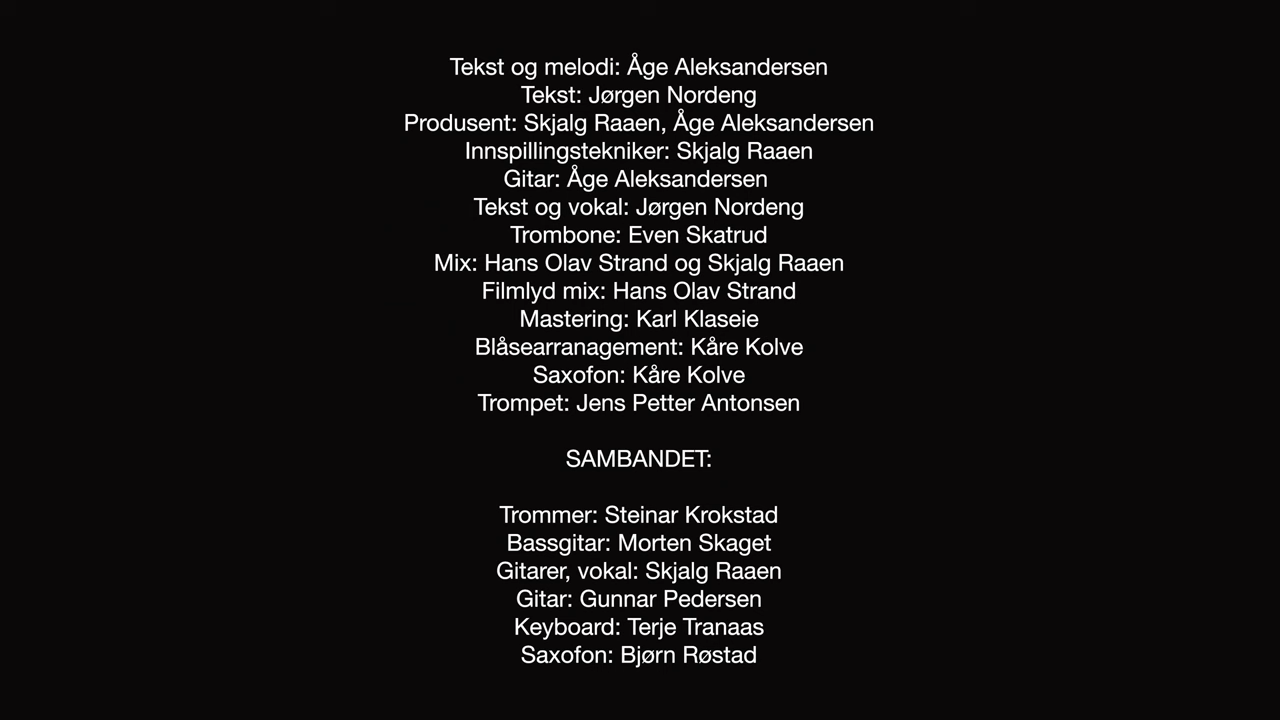 Tekst og melodi: Åge Aleksandersen
Tekst: Jørgen Nordeng
Produsent: Skjalg Raaen, Åge Aleksandersen
Innspillingstekniker: Skjalg Raaen
Gitar: Åge Aleksandersen
Tekst og vokal: Jørgen Nordeng
Trombone: Even Skatrud
Mix: Hans Olav Strand og Skjalg Raaen
Filmlyd mix: Hans Olav Strand
Mastering: Karl Klaseie
Blåsearranagement: Kåre Kolve
Saxofon: Kåre Kolve
Trompet: Jens Petter Antonsen
SAMBANDET:
Trommer: Steinar Krokstad
Bassgitar: Morten Skaget
Gitarer, vokal: Skjalg Raaen
Gitar: Gunnar Pedersen
Keyboard: Terje Tranaas
Saxofon: Bjørn Røstad